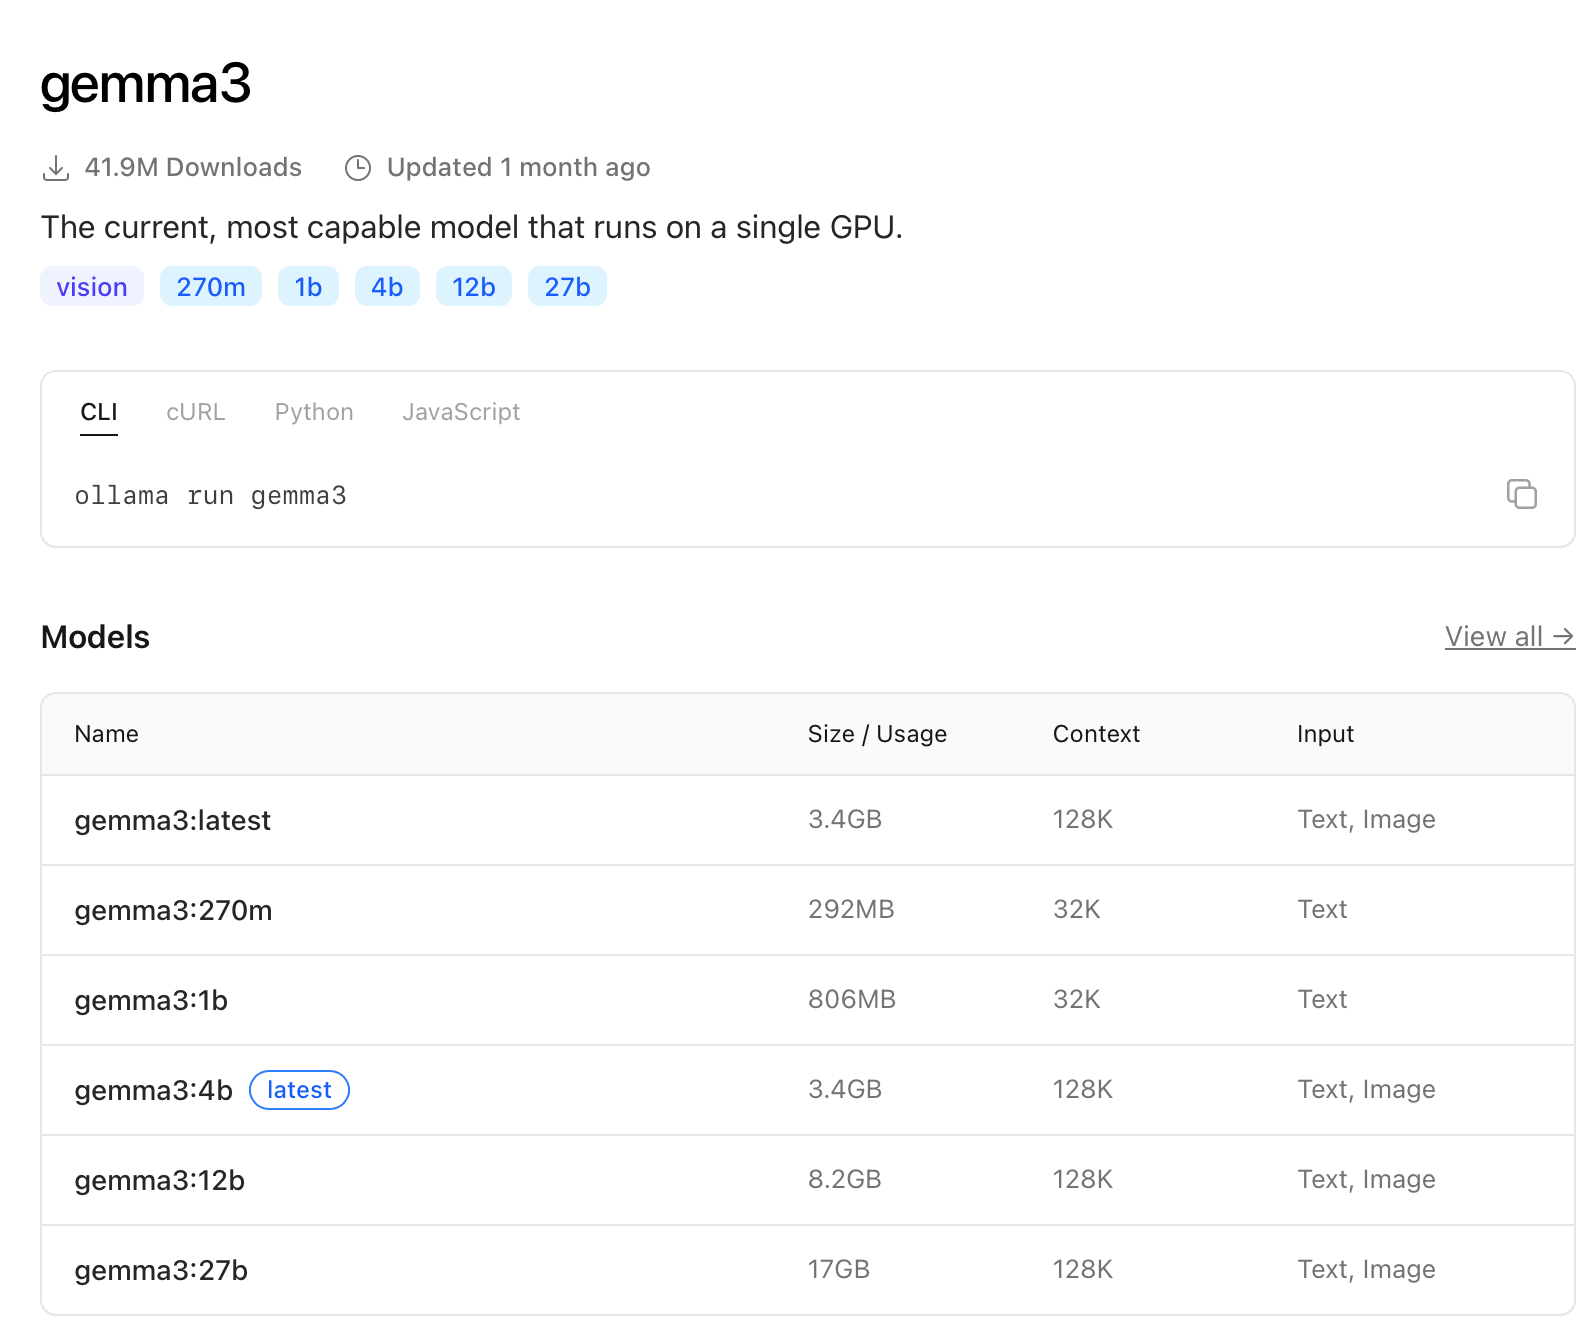 gemma3
41.9M Downloads Updated 1 month ago
The current, most capable model that runs on a single GPU.
vision 270m 1b 4b 12b 27b
CLI cURL Python JavaScript
ollama run gemma3
Models View all →
Name Size / Usage Context Input
gemma3:latest 3.4GB 128K Text, Image
gemma3:270m 292MB 32K Text
gemma3:1b 806MB 32K Text
gemma3:4b latest 3.4GB 128K Text, Image
gemma3:12b 8.2GB 128K Text, Image
gemma3:27b 17GB 128K Text, Image